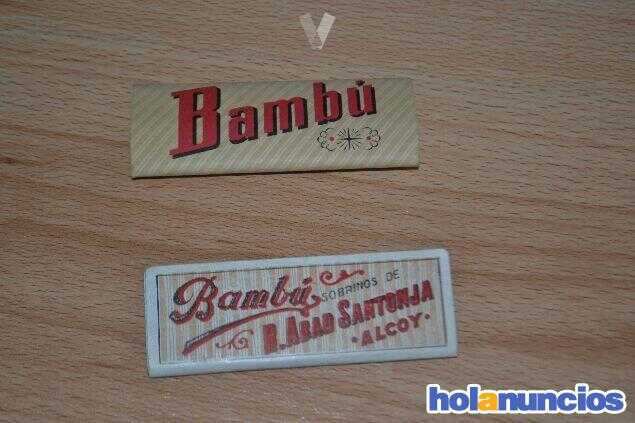 Bambú
Bambú
SOBRINOS DE
R. ABAD SANTONJA
·ALCOY·
holanuncios